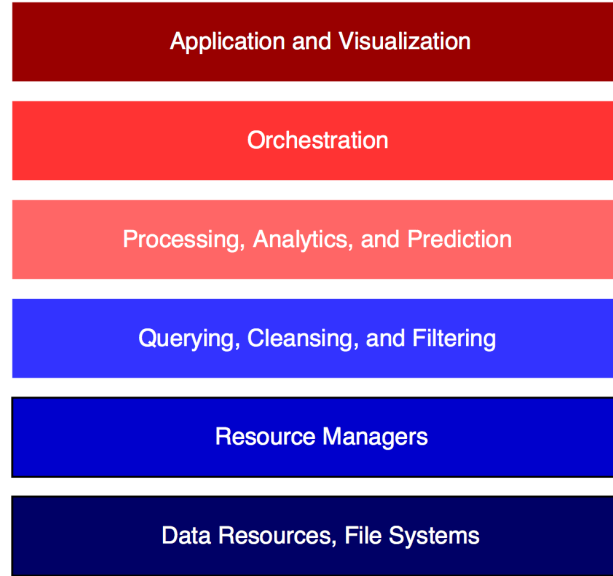 Application and Visualization
Orchestration
Processing, Analytics, and Prediction
Querying, Cleansing, and Filtering
Resource Managers
Data Resources, File Systems